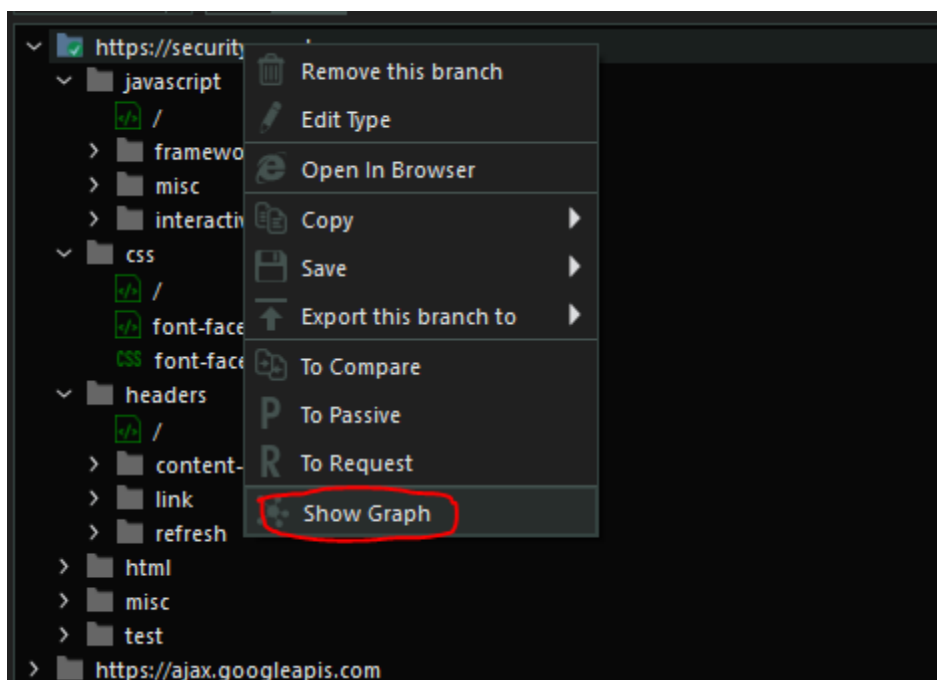 https://security
Remove this branch
javascript
/
Edit Type
framewo
Open In Browser
misc
interactiv
Copy
css
Save
/
font-face
Export this branch to
CSS font-face
To Compare
headers
To Passive
/
content-
To Request
link
Show Graph
refresh
html
misc
test
https://ajax.googleapis.com